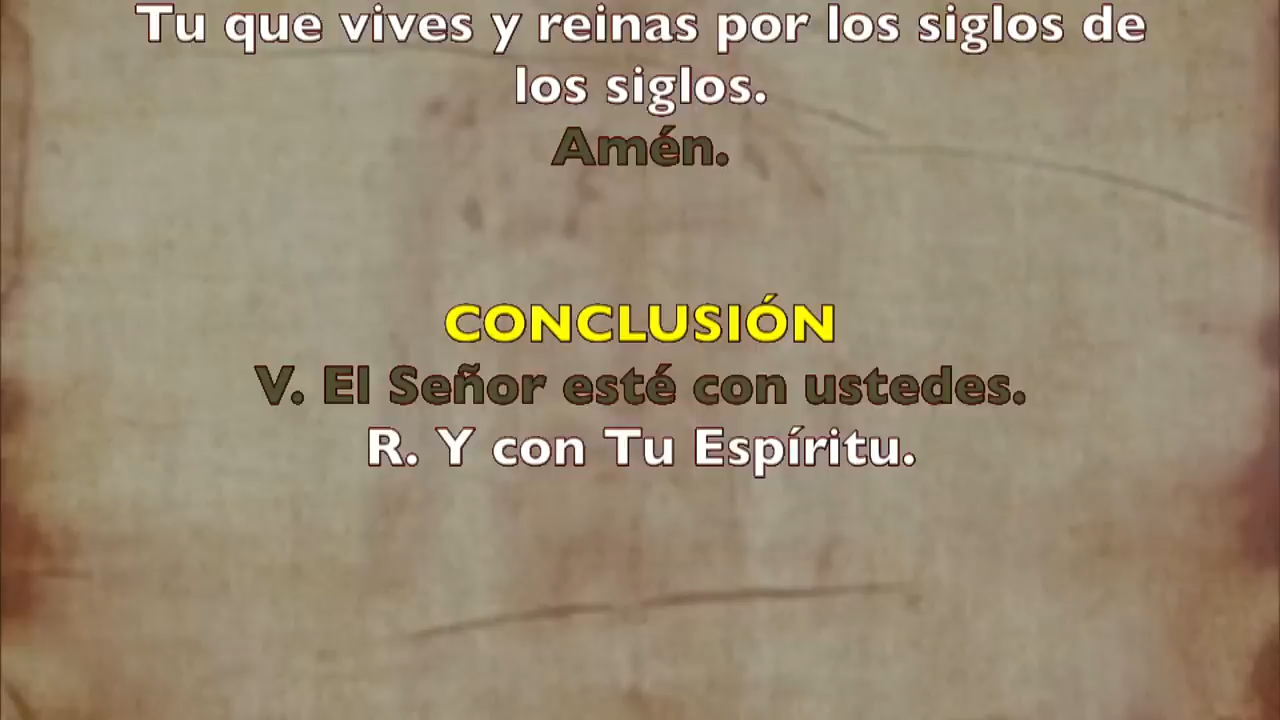 Tu que vives y reinas por los siglos de
los siglos.
Amén.
CONCLUSIÓN
V. El Señor esté con ustedes.
R. Y con Tu Espíritu.